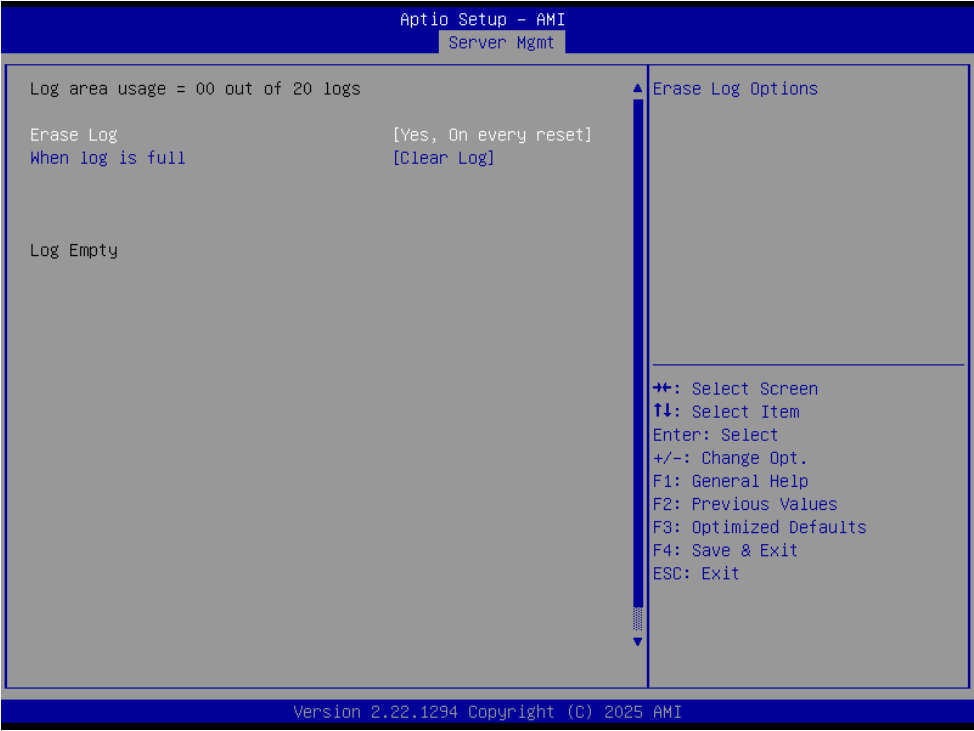 Aptio Setup – AMI
Server Mgmt
Log area usage = 00 out of 20 logs
Erase Log [Yes, On every reset]
When log is full [Clear Log]
Log Empty
Erase Log Options
→←: Select Screen
↑↓: Select Item
Enter: Select
+/-: Change Opt.
F1: General Help
F2: Previous Values
F3: Optimized Defaults
F4: Save & Exit
ESC: Exit
Version 2.22.1294 Copyright (C) 2025 AMI